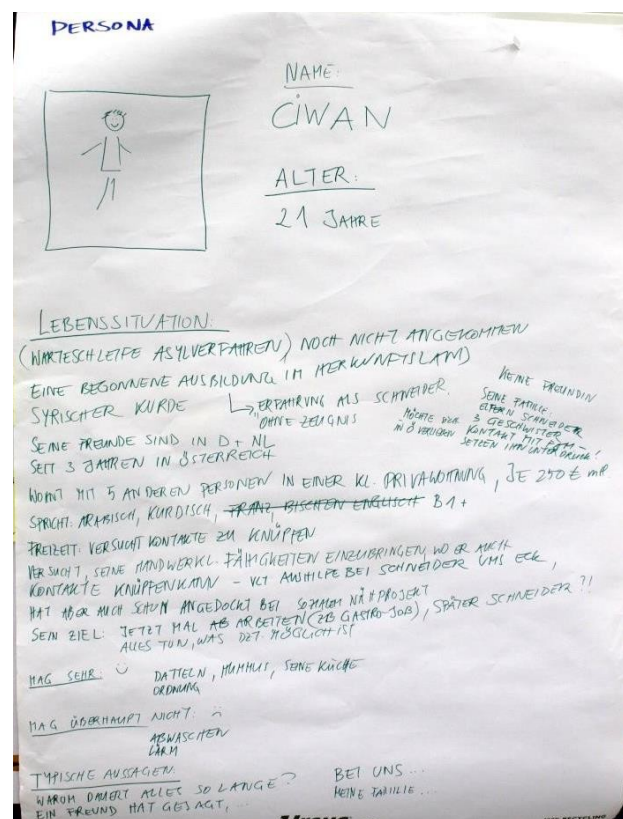 PERSONA
NAME:
CIWAN
ALTER:
21 JAHRE
LEBENSSITUATION:
(WARTESCHLEIFE ASYLVERFAHREN) NOCH NICHT ANGEKOMMEN
EINE BEGONNENE AUSBILDUNG IM HERKUNFTSLAND
SYRISCHER KURDE
ERFAHRUNG ALS SCHNEIDER
OHNE ZEUGNIS
KEINE FREUNDIN
SEINE FAMILIE:
ELTERN SCHNEIDER
3 GESCHWISTER
KONTAKT MIT FAM –
SETZEN IHN UNTER DRUCK!
MÖCHTE
IN Ö VERBLEIBEN
SEINE FREUNDE SIND IN D + NL
SEIT 3 JAHREN IN ÖSTERREICH
WOHNT MIT 5 ANDEREN PERSONEN IN EINER KL. PRIVATWOHNUNG, JE 250 €
SPRICHT: ARABISCH, KURDISCH, FRANZ, BISCHEN ENGLISCH B1+
FREIZEIT: VERSUCHT KONTAKTE ZU KNÜPFEN
VERSUCHT, SEINE HANDWERKL. FÄHIGKEITEN EINZUBRINGEN, WO ER AUCH
KONTAKTE KNÜPFEN KANN – VLT AUSHILFE BEI SCHNEIDER UMS ECK,
HAT ABER AUCH SCHON ANGEDOCKT BEI SOZIALEM NÄHPROJEKT
SEIN ZIEL: JETZT MAL AB ARBEITEN (ZB GASTRO-JOB), SPÄTER SCHNEIDER?!
ALLES TUN, WAS DZT. MÖGLICH IST
MAG SEHR: DATTELN, HUMMUS, SEINE KÜCHE
ORDNUNG
MAG ÜBERHAUPT NICHT:
ABWASCHEN
LÄRM
TYPISCHE AUSSAGEN:
WARUM DAUERT ALLES SO LANGE?
EIN FREUND HAT GESAGT, ...
BEI UNS ...
MEINE FAMILIE ...